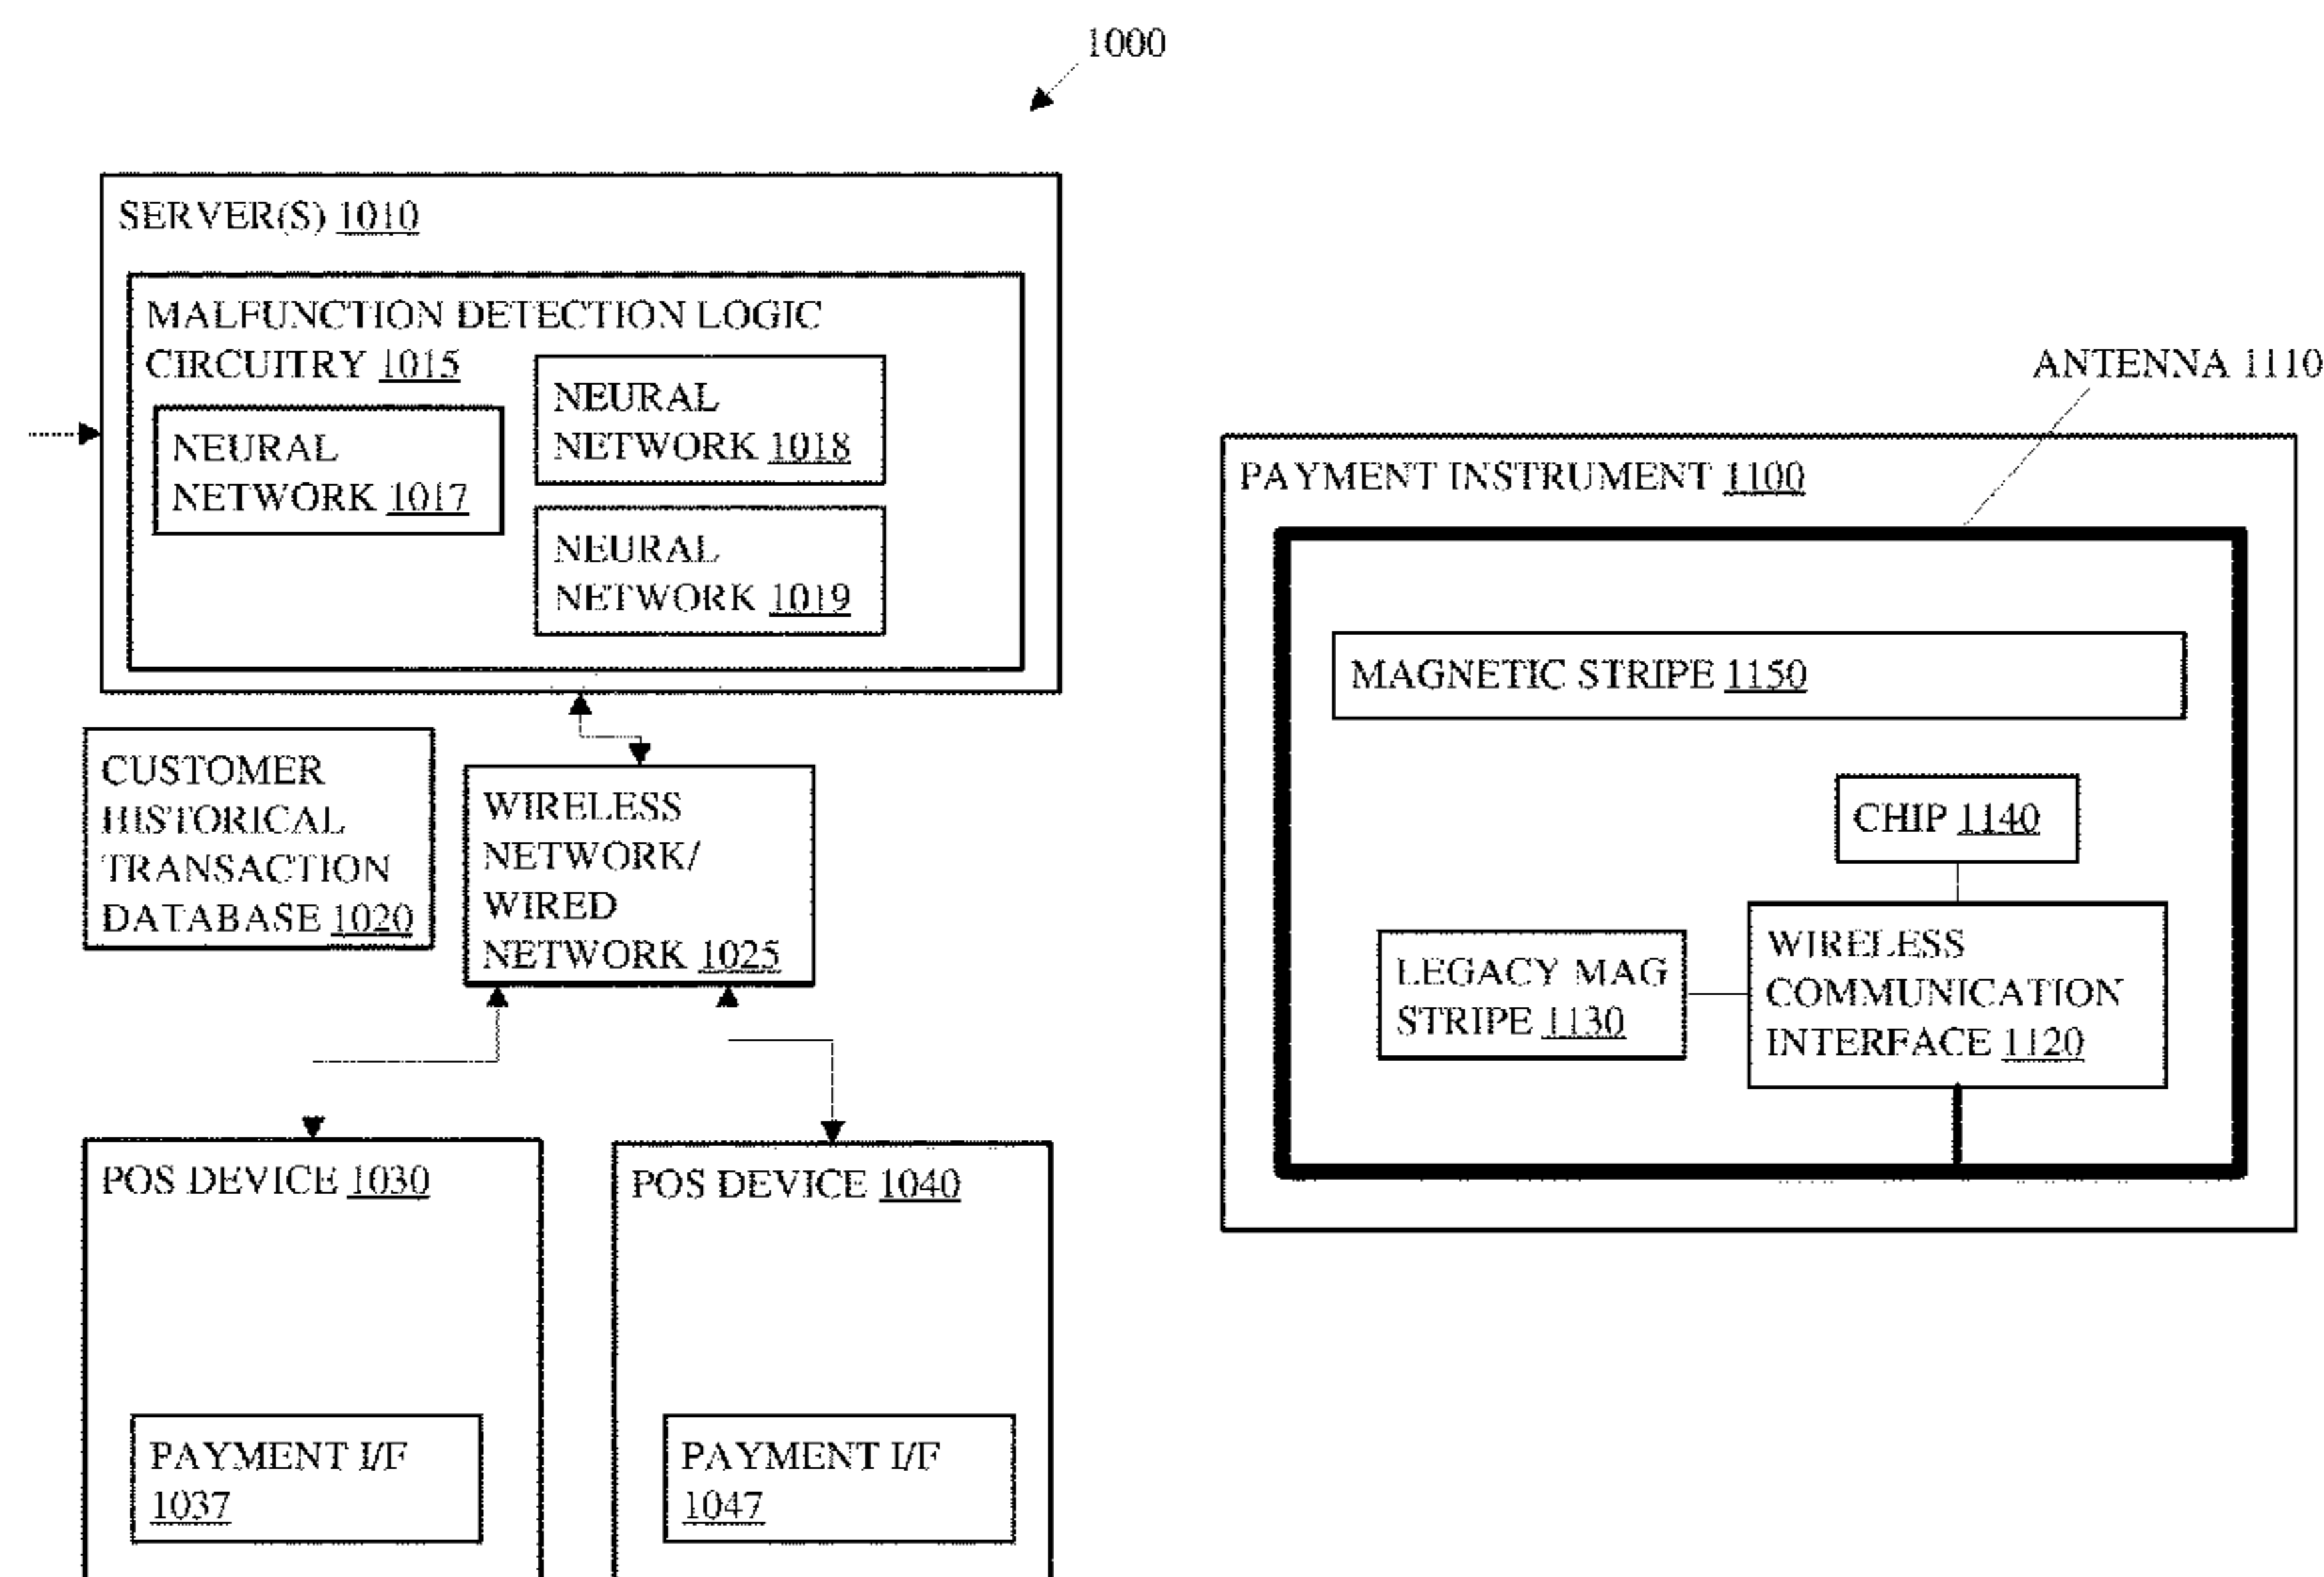 1000
SERVER(S) 1010
MALFUNCTION DETECTION LOGIC
CIRCUITRY 1015
NEURAL
NETWORK 1017
NEURAL
NETWORK 1018
NEURAL
NETWORK 1019
CUSTOMER
HISTORICAL
TRANSACTION
DATABASE 1020
WIRELESS
NETWORK/
WIRED
NETWORK 1025
POS DEVICE 1030
PAYMENT I/F
1037
POS DEVICE 1040
PAYMENT I/F
1047
ANTENNA 1110
PAYMENT INSTRUMENT 1100
MAGNETIC STRIPE 1150
CHIP 1140
LEGACY MAG
STRIPE 1130
WIRELESS
COMMUNICATION
INTERFACE 1120